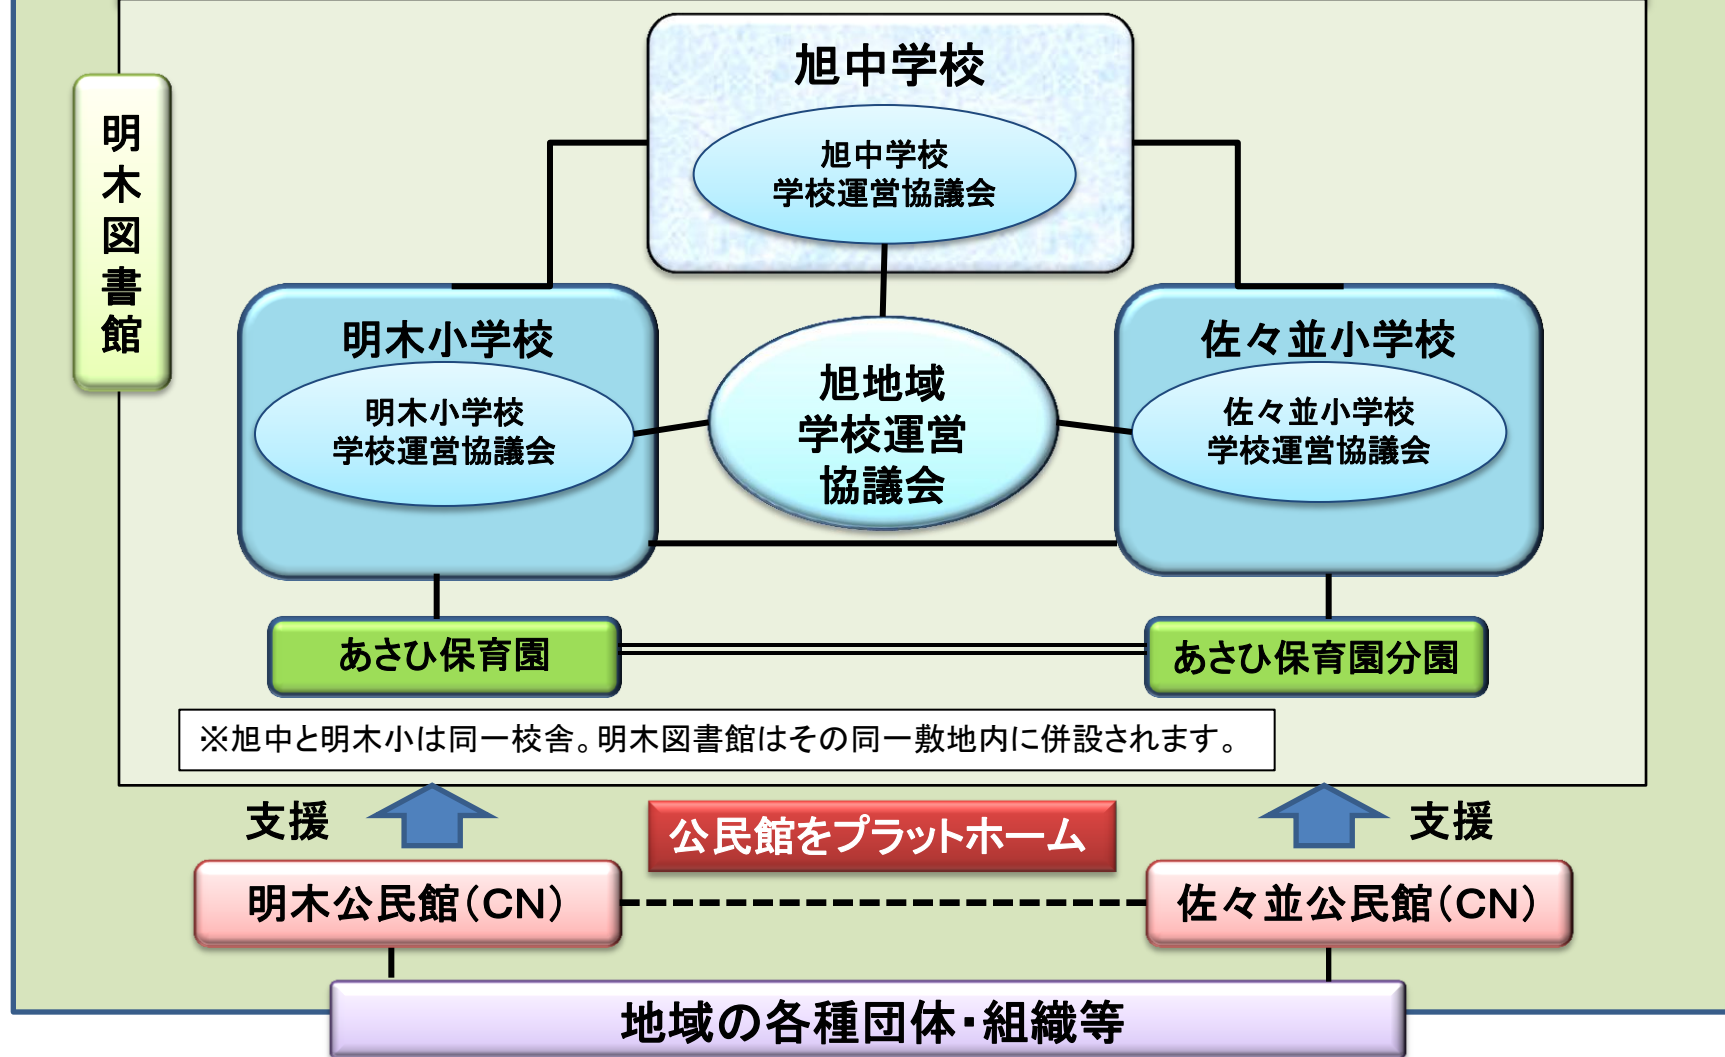 旭中学校
旭中学校
学校運営協議会
明木図書館
明木小学校
明木小学校
学校運営協議会
旭地域
学校運営
協議会
佐々並小学校
佐々並小学校
学校運営協議会
あさひ保育園
あさひ保育園分園
※旭中と明木小は同一校舎。明木図書館はその同一敷地内に併設されます。
支援
公民館をプラットホーム
支援
明木公民館(CN)
佐々並公民館(CN)
地域の各種団体・組織等